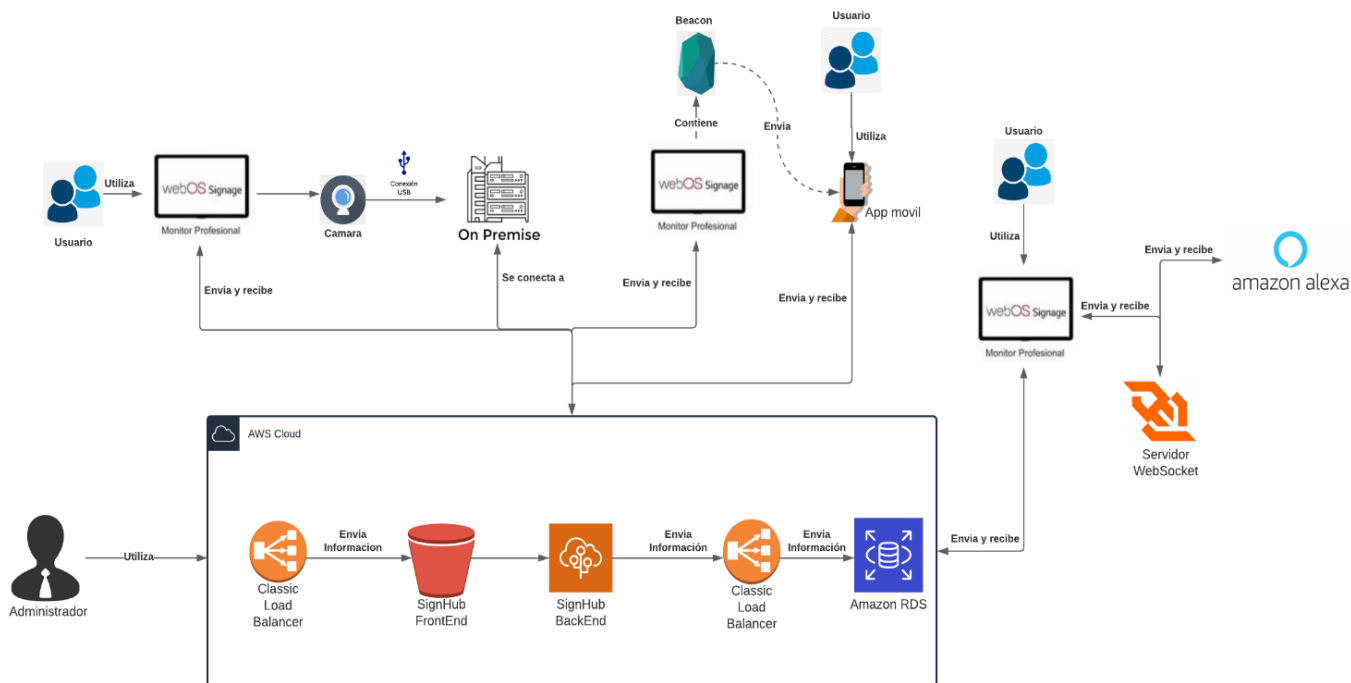 Beacon
Usuario
Contiene
Envia
Utiliza
App movil
webOS Signage
Monitor Profesional
Usuario
Utiliza
webOS Signage
Monitor Profesional
Camara
Conexión
USB
On Premise
Usuario
Utiliza
webOS Signage
Monitor Profesional
Envia y recibe
amazon alexa
Envia y recibe
Servidor
WebSocket
Envia y recibe
Se conecta a
Envia y recibe
Envia y recibe
AWS Cloud
Administrador
Utiliza
Classic
Load
Balancer
Envia
Informacion
SignHub
FrontEnd
SignHub
BackEnd
Envia
Información
Classic
Load
Balancer
Envia
Información
Amazon RDS
Envia y recibe